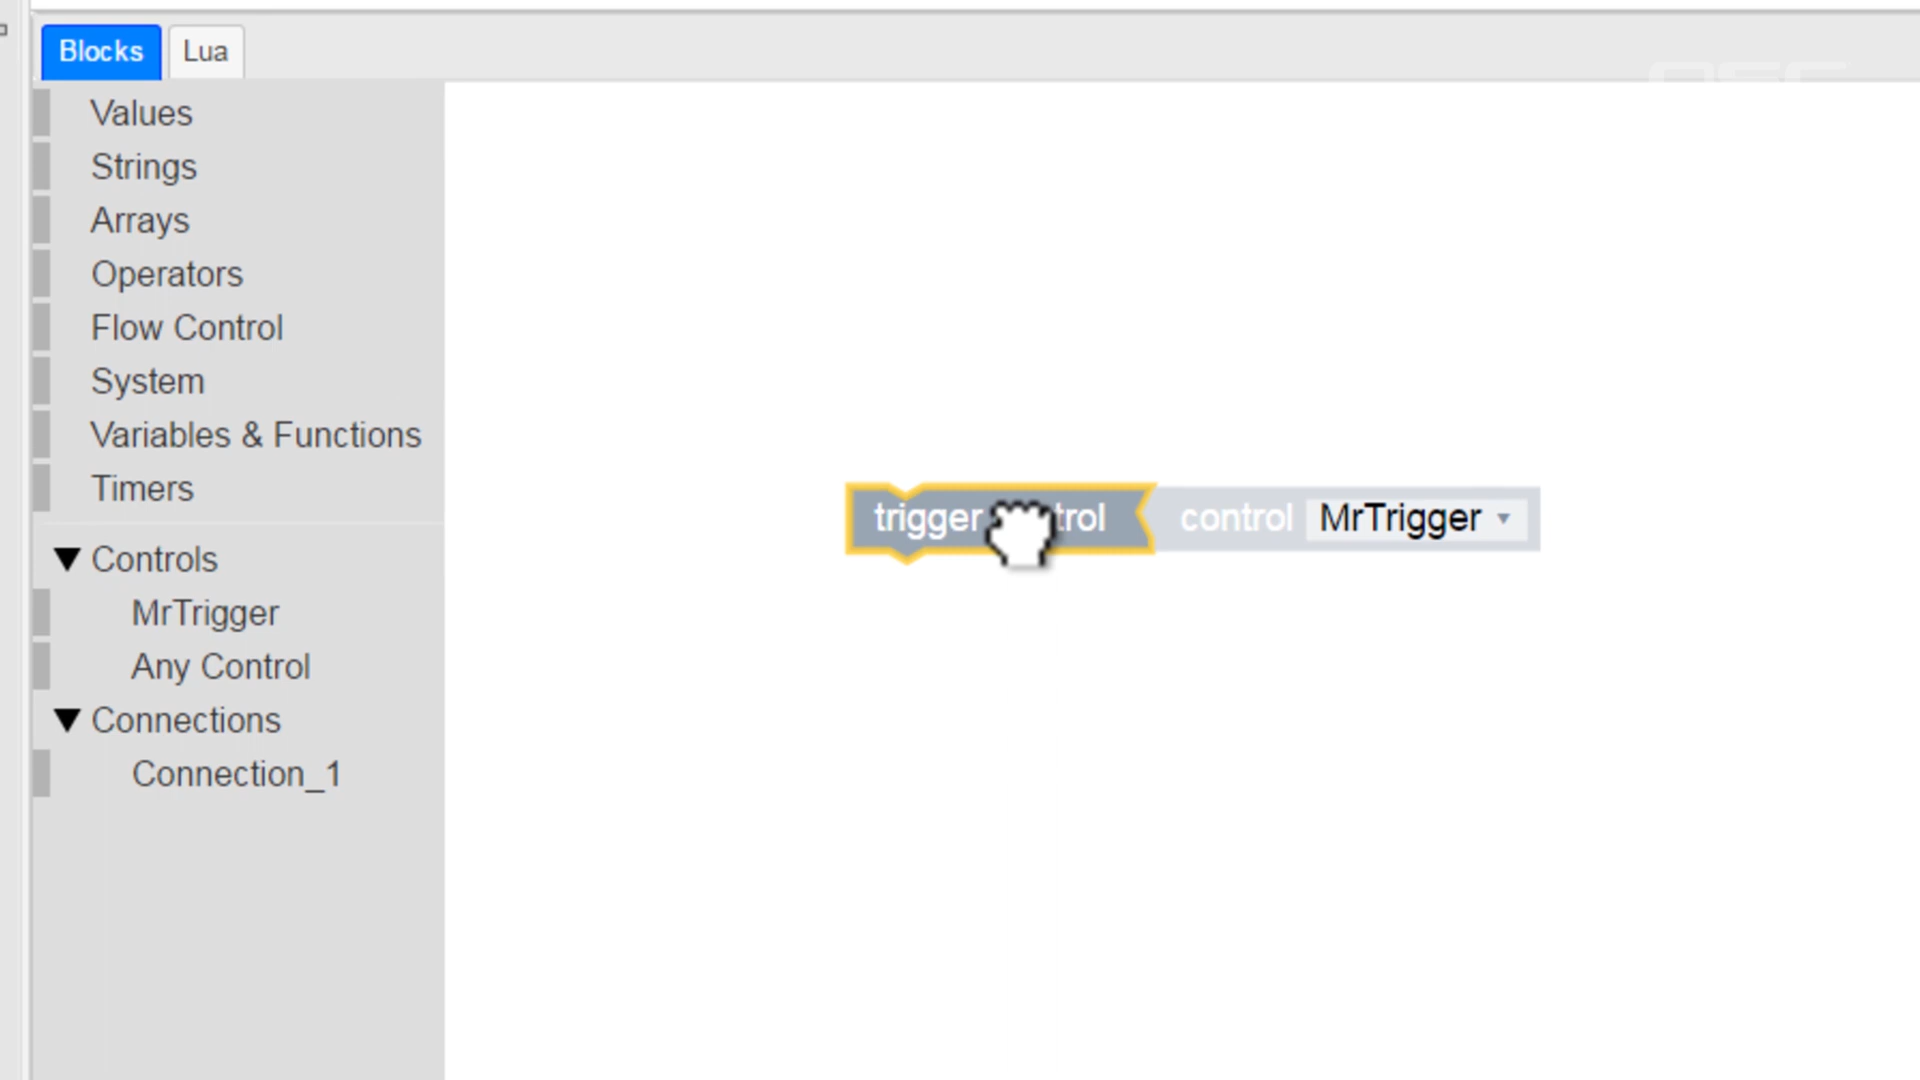 Blocks Lua
Values
Strings
Arrays
Operators
Flow Control
System
Variables & Functions
Timers
trigger control MrTrigger
Controls
MrTrigger
Any Control
Connections
Connection_1